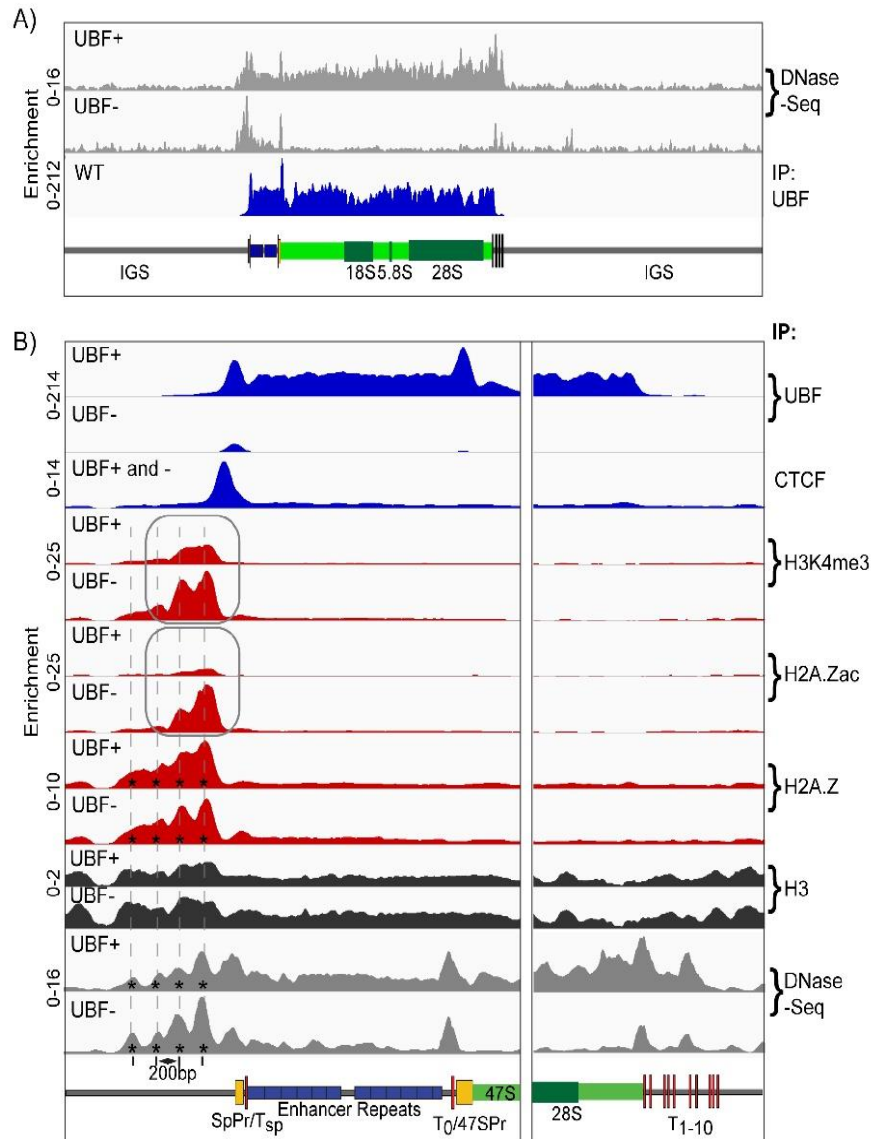 A)
UBF+
0-16
DNase
-Seq
UBF-
Enrichment
WT
0-212
IP:
UBF
IGS
18S
5.8S
28S
IGS
B)
IP:
UBF+
0-214
UBF
UBF-
UBF+ and -
0-14
CTCF
UBF+
0-25
H3K4me3
UBF-
UBF+
0-25
H2A.Zac
UBF-
Enrichment
UBF+
0-10
H2A.Z
* * * *
UBF-
* * * *
UBF+
0-2
H3
UBF-
UBF+
0-16
DNase
-Seq
* * * *
UBF-
* * * *
200bp
47S
Enhancer Repeats
28S
SpPr/Tsp
T0/47SPr
T1-10